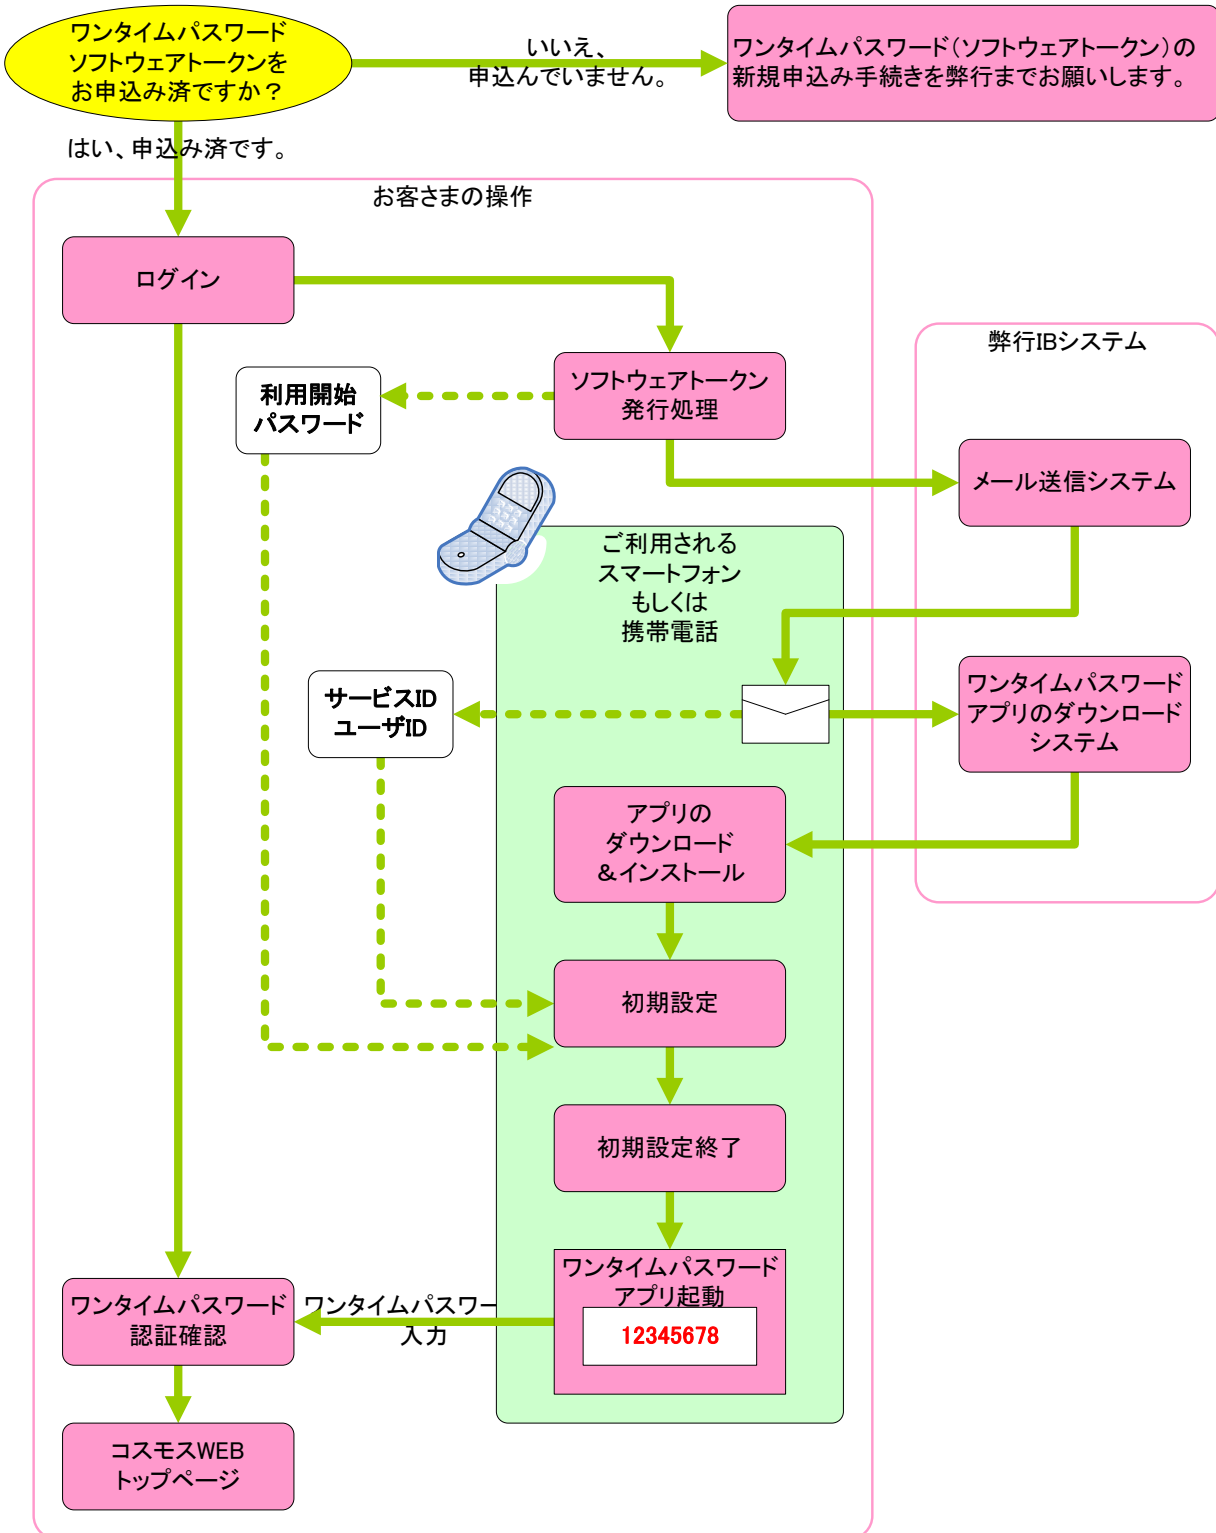 ワンタイムパスワード
ソフトウェアトークンを
お申込み済ですか？
いいえ、
申込んでいません。
ワンタイムパスワード（ソフトウェアトークン）の
新規申込み手続きを弊行までお願いします。
はい、申込み済です。
お客さまの操作
ログイン
弊行IBシステム
利用開始
パスワード
ソフトウェアトークン
発行処理
メール送信システム
ご利用される
スマートフォン
もしくは
携帯電話
サービスID
ユーザID
ワンタイムパスワード
アプリのダウンロード
システム
アプリの
ダウンロード
＆インストール
初期設定
初期設定終了
ワンタイムパスワード
アプリ起動
12345678
ワンタイムパスワー
入力
ワンタイムパスワード
認証確認
コスモスWEB
トップページ